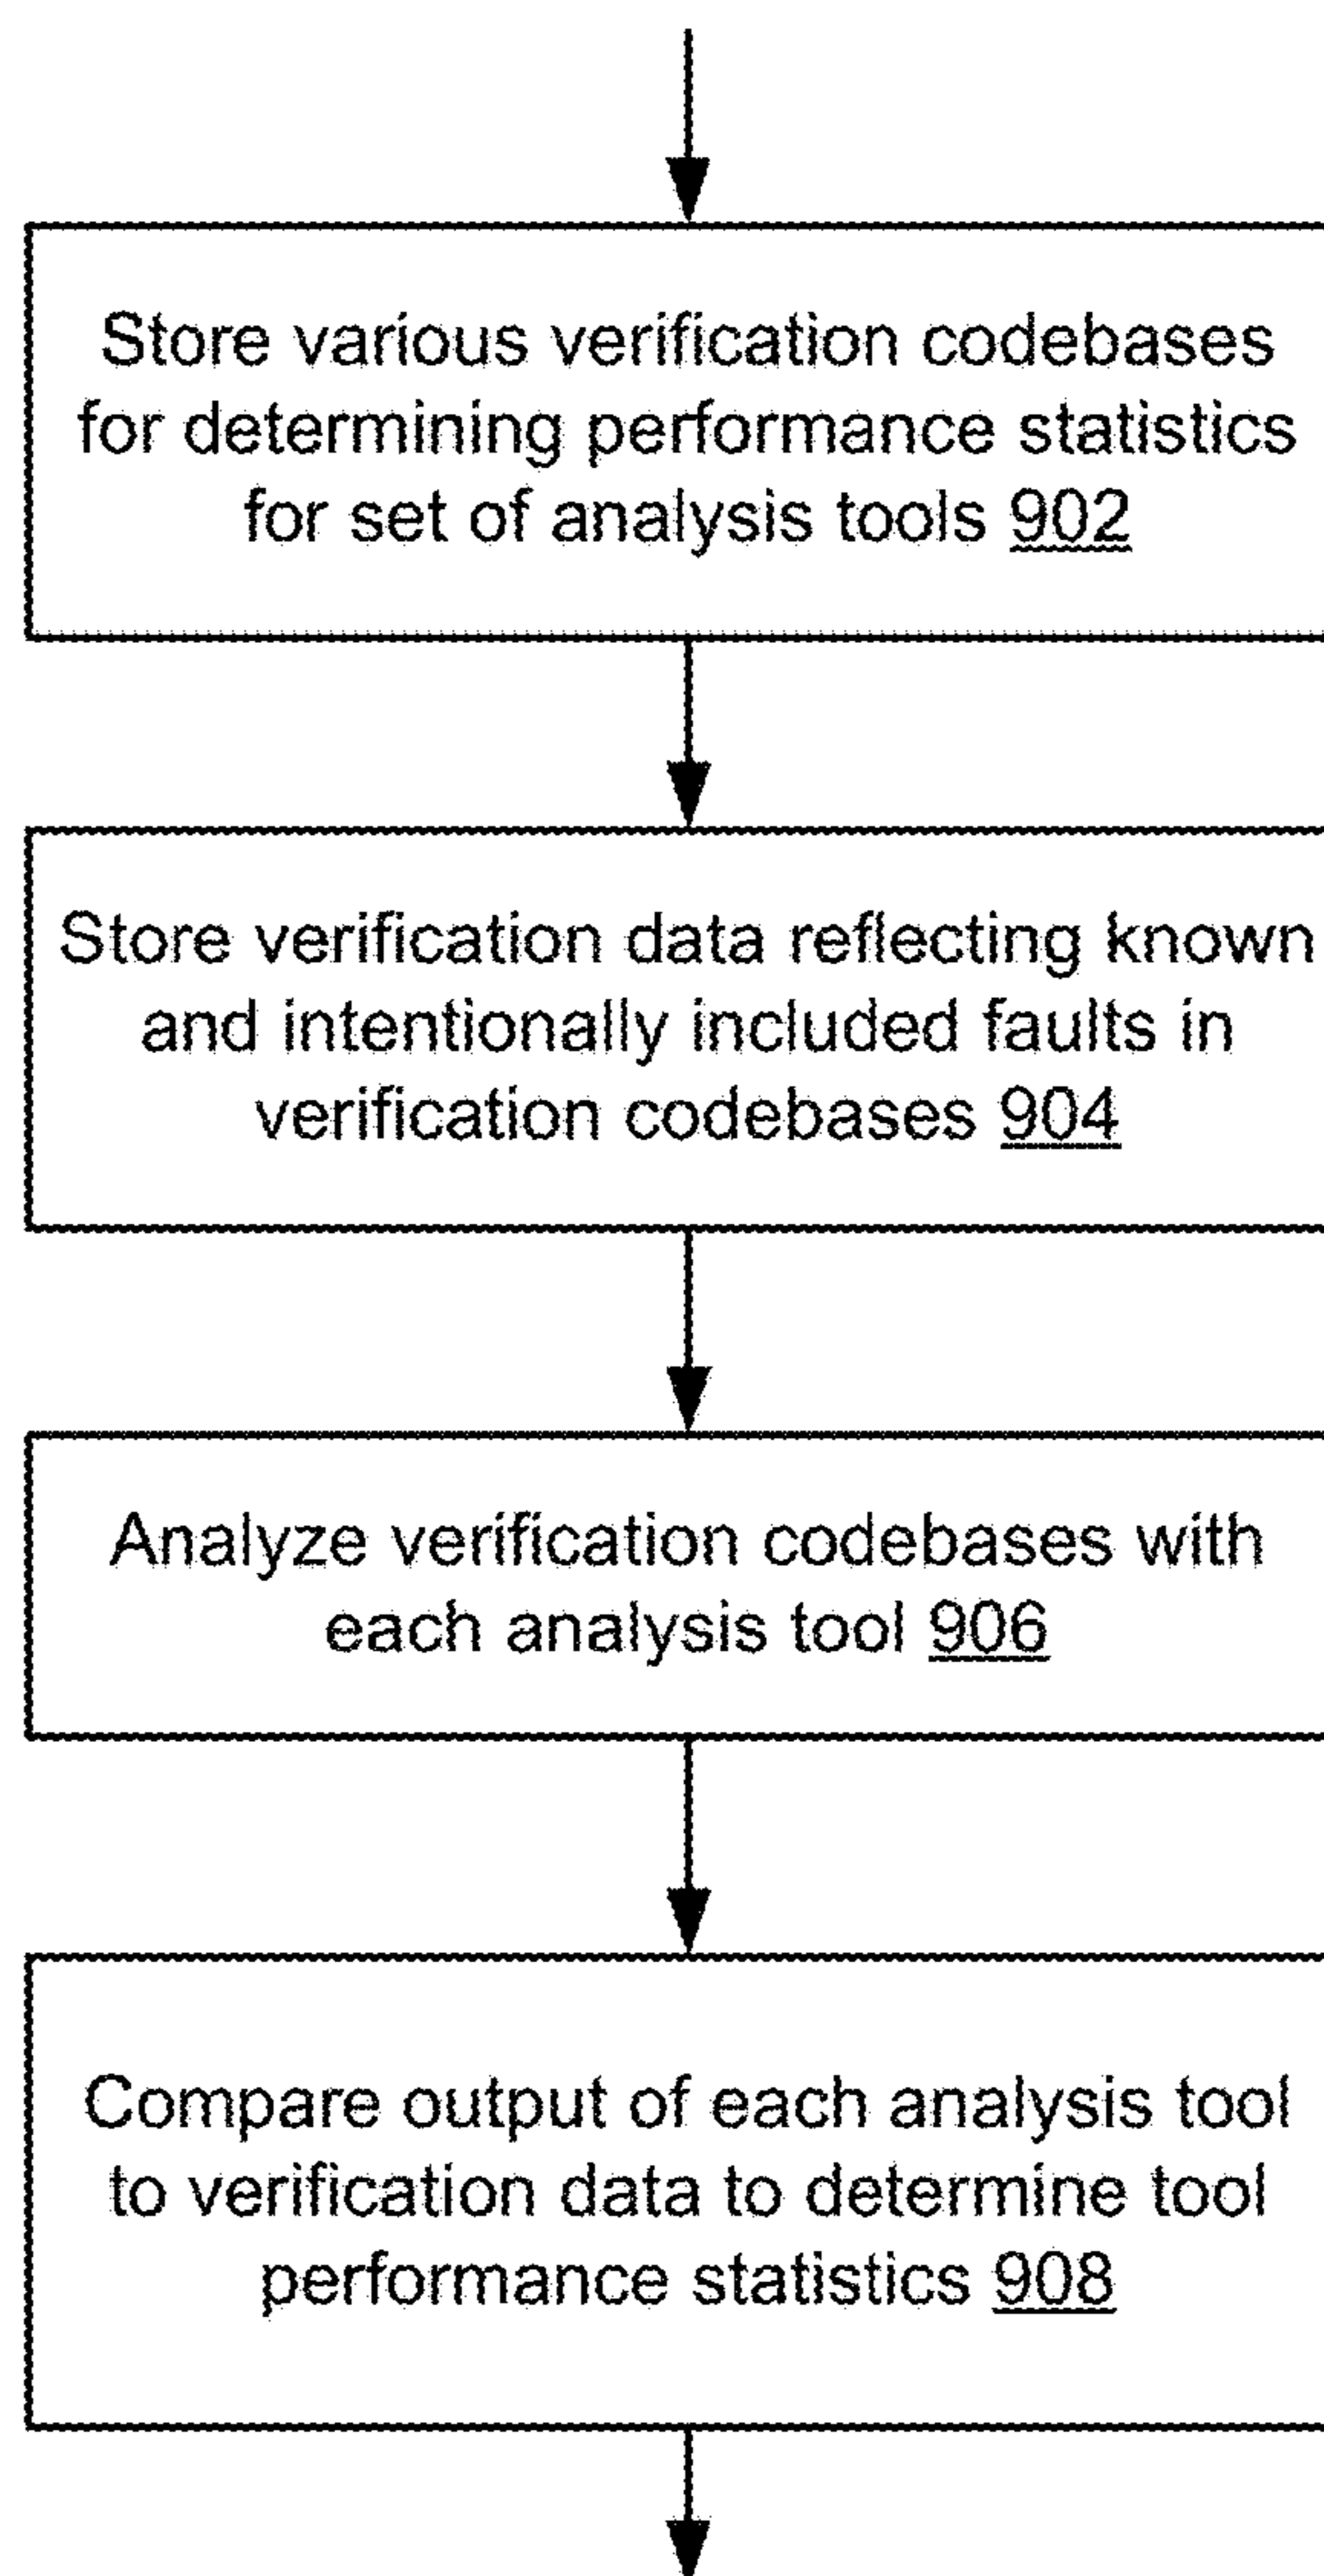 Store various verification codebases
for determining performance statistics
for set of analysis tools 902
Store verification data reflecting known
and intentionally included faults in
verification codebases 904
Analyze verification codebases with
each analysis tool 906
Compare output of each analysis tool
to verification data to determine tool
performance statistics 908